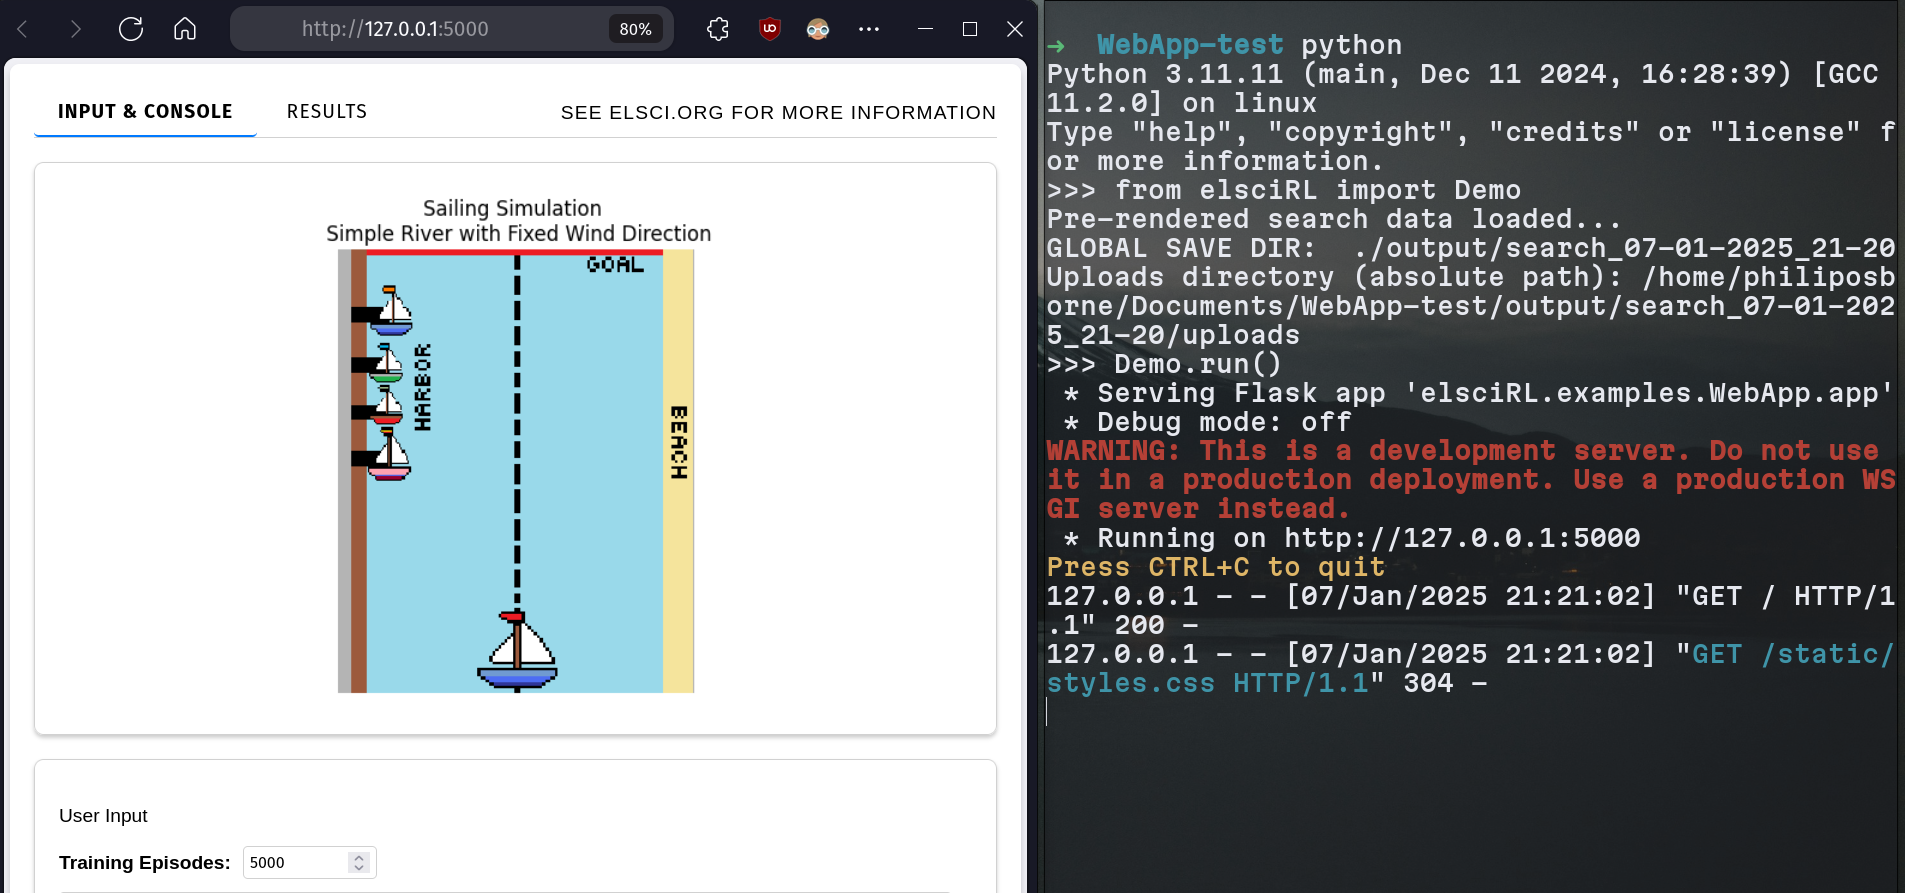 http://127.0.0.1:5000
80%
INPUT & CONSOLE
RESULTS
SEE ELSCI.ORG FOR MORE INFORMATION
Sailing Simulation
Simple River with Fixed Wind Direction
GOAL
HARBOR
BEACH
User Input
Training Episodes: 5000
→ WebApp-test python
Python 3.11.11 (main, Dec 11 2024, 16:28:39) [GCC
11.2.0] on linux
Type "help", "copyright", "credits" or "license" f
or more information.
>>> from elsciRL import Demo
Pre-rendered search data loaded...
GLOBAL SAVE DIR:  ./output/search_07-01-2025_21-20
Uploads directory (absolute path): /home/philiposb
orne/Documents/WebApp-test/output/search_07-01-202
5_21-20/uploads
>>> Demo.run()
 * Serving Flask app 'elsciRL.examples.WebApp.app'
 * Debug mode: off
WARNING: This is a development server. Do not use
it in a production deployment. Use a production WS
GI server instead.
 * Running on http://127.0.0.1:5000
Press CTRL+C to quit
127.0.0.1 - - [07/Jan/2025 21:21:02] "GET / HTTP/1
.1" 200 -
127.0.0.1 - - [07/Jan/2025 21:21:02] "GET /static/
styles.css HTTP/1.1" 304 -